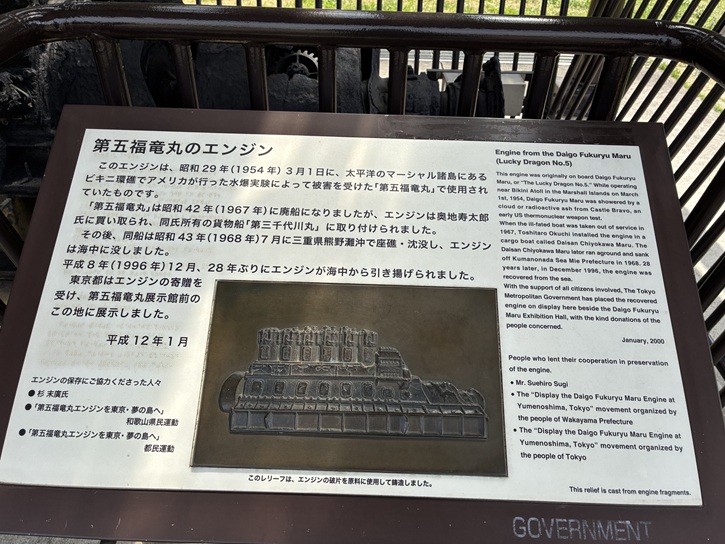 第五福竜丸のエンジン
このエンジンは、昭和29年(1954年)3月1日に、太平洋のマーシャル諸島にある
ビキニ環礁でアメリカが行った水爆実験によって被害を受けた「第五福竜丸」で使用され
ていたものです。
「第五福竜丸」は昭和42年(1967年)に廃船になりましたが、エンジンは奥地寿太郎
氏に買い取られ、同氏所有の貨物船「第三千代川丸」に取り付けられました。
その後、同船は昭和43年(1968年)7月に三重県熊野灘沖で座礁・沈没し、エンジン
は海中に没しました。
平成8年(1996年)12月、28年ぶりにエンジンが海中から引き揚げられました。
東京都はエンジンの寄贈を
受け、第五福竜丸展示館前の
この地に展示しました。
平成12年1月
エンジンの保存にご協力くださった人々
●杉 末廣氏
●「第五福竜丸エンジンを東京・夢の島へ」
和歌山県民運動
●「第五福竜丸エンジンを東京・夢の島へ」
都民運動
このレリーフは、エンジンの破片を原料に使用して鋳造しました。
Engine from the Daigo Fukuryu Maru
(Lucky Dragon No.5)
This engine was originally on board Daigo Fukuryu
Maru, or "The Lucky Dragon No.5." While operating
near Bikini Atoll in the Marshall Islands on March
1st, 1954, Daigo Fukuryu Maru was showered by a
cloud or radioactive ash from Castle Bravo, an
early US thermonuclear weapon test.
When the ill-fated boat was taken out of service in
1967, Toshitaro Okuchi installed the engine in a
cargo boat called Daisan Chiyokawa Maru. The
Daisan Chiyokawa Maru lator ran aground and sank
off Kumanonada Sea Mie Prefecture in 1968. 28
years later, in December 1996, the engine was
recovered from the sea.
With the support of all citizens involved, The Tokyo
Metropolitan Government has placed the recovered
engine on display here beside the Daigo Fukuryu
Maru Exhibition Hall, with the kind donations of the
people concerned.
January, 2000
People who lent their cooperation in preservation
of the engine.
● Mr. Suehiro Sugi
● The "Display the Daigo Fukuryu Maru Engine at
Yumenoshima, Tokyo" movement organized by
the people of Wakayama Prefecture
● The "Display the Daigo Fukuryu Maru Engine at
Yumenoshima, Tokyo" movement organized by
the people of Tokyo
This relief is cast from engine fragments.
GOVERNMENT